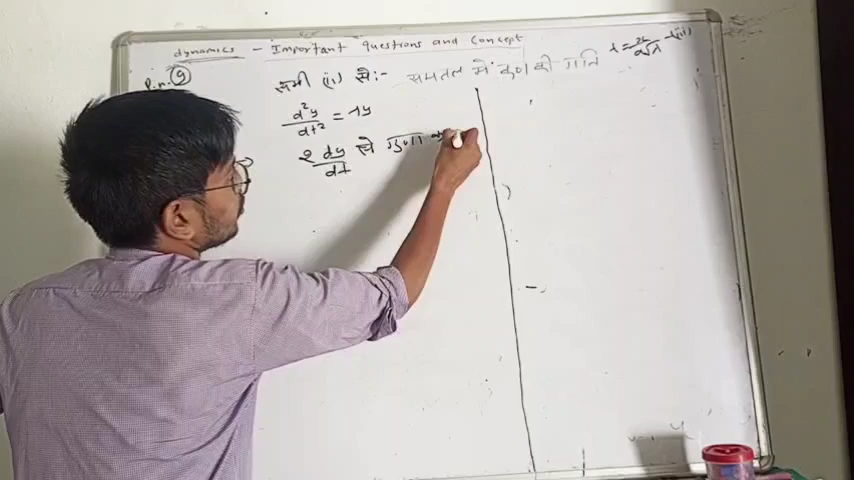 dynamics - Important questions and concept
P.n. 9
समतल में कण की गति
समी (i) से :-
d²y/dt² = λy
2 dy/dt से गुणा